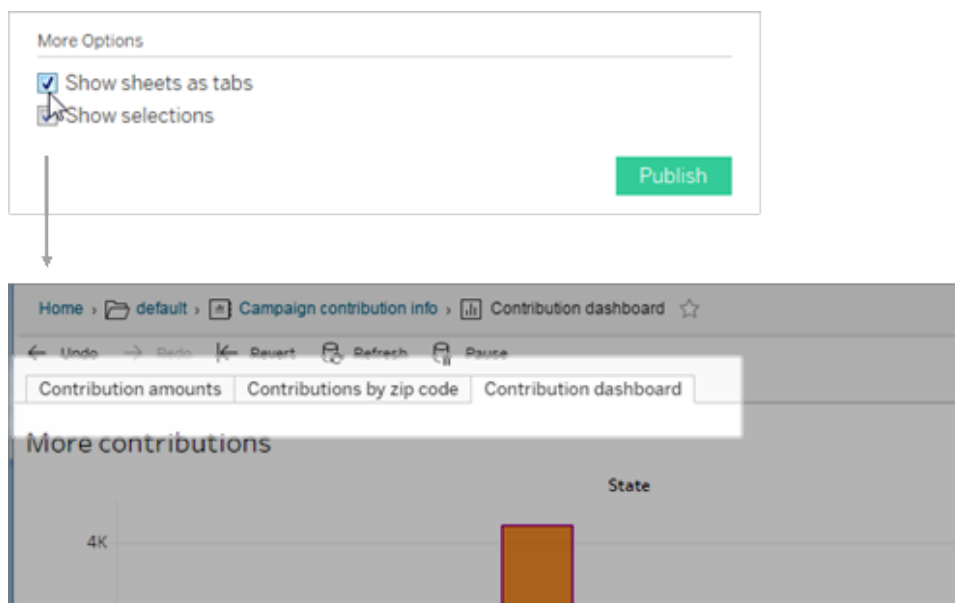 More Options
Show sheets as tabs
Show selections
Publish
Home › default › Campaign contribution info › Contribution dashboard
Undo Redo Revert Refresh Pause
Contribution amounts Contributions by zip code Contribution dashboard
More contributions
State
4K